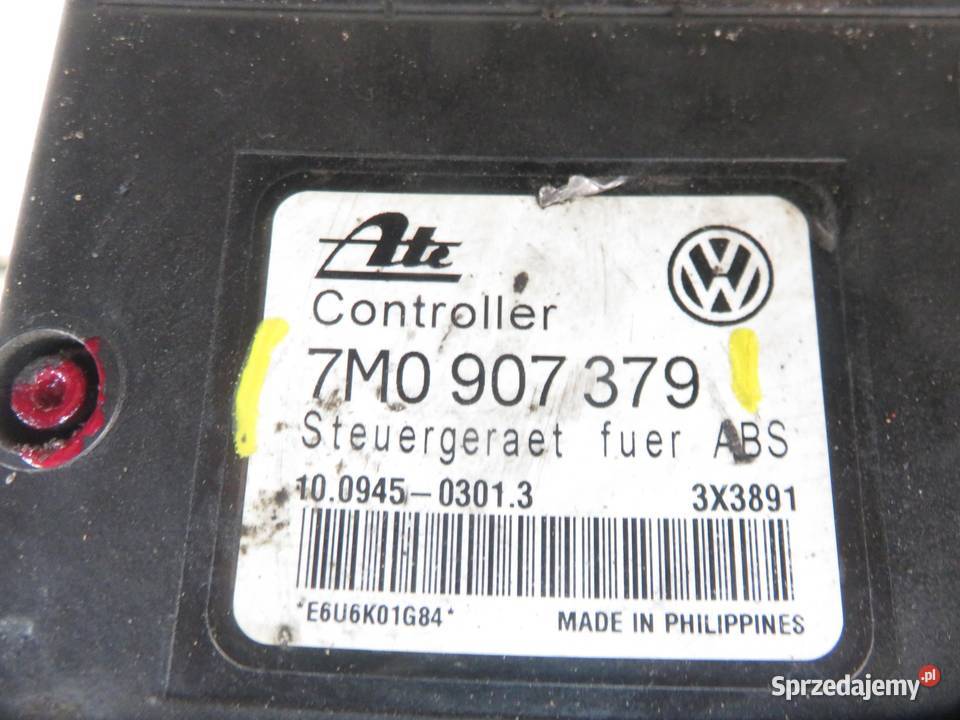 Ate
Controller
7M0 907 379
Steuergeraet fuer ABS
10.0945-0301.3 3X3891
*E6U6K01G84* MADE IN PHILIPPINES
Sprzedajemy.pl